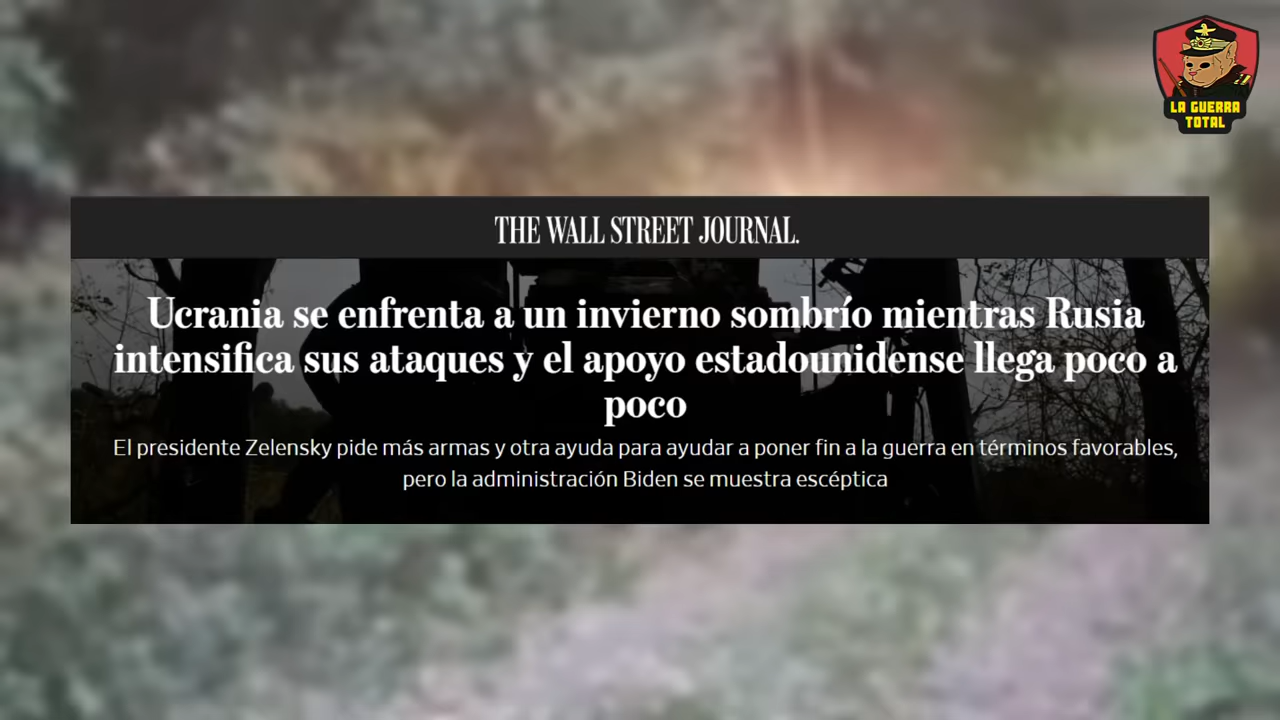 LA GUERRA
TOTAL
THE WALL STREET JOURNAL.
Ucrania se enfrenta a un invierno sombrío mientras Rusia
intensifica sus ataques y el apoyo estadounidense llega poco a
poco
El presidente Zelensky pide más armas y otra ayuda para ayudar a poner fin a la guerra en términos favorables,
pero la administración Biden se muestra escéptica